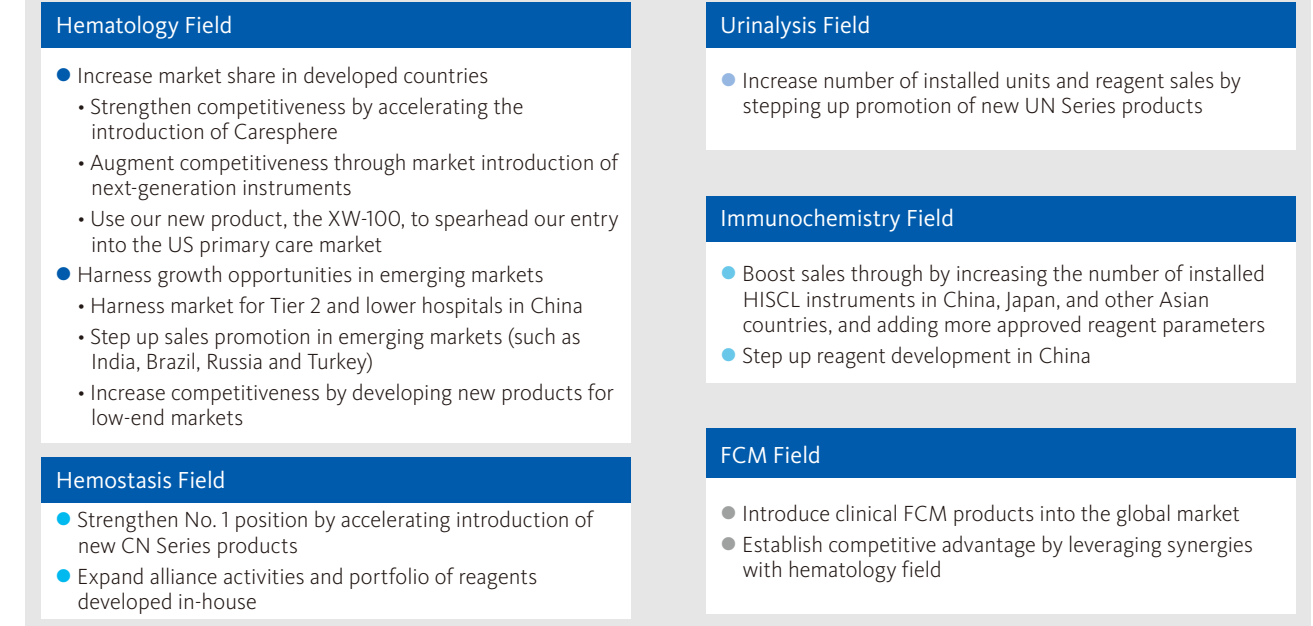 Hematology Field
● Increase market share in developed countries
• Strengthen competitiveness by accelerating the
introduction of Caresphere
• Augment competitiveness through market introduction of
next-generation instruments
• Use our new product, the XW-100, to spearhead our entry
into the US primary care market
● Harness growth opportunities in emerging markets
• Harness market for Tier 2 and lower hospitals in China
• Step up sales promotion in emerging markets (such as
India, Brazil, Russia and Turkey)
• Increase competitiveness by developing new products for
low-end markets
Hemostasis Field
● Strengthen No. 1 position by accelerating introduction of
new CN Series products
● Expand alliance activities and portfolio of reagents
developed in-house
Urinalysis Field
● Increase number of installed units and reagent sales by
stepping up promotion of new UN Series products
Immunochemistry Field
● Boost sales through by increasing the number of installed
HISCL instruments in China, Japan, and other Asian
countries, and adding more approved reagent parameters
● Step up reagent development in China
FCM Field
● Introduce clinical FCM products into the global market
● Establish competitive advantage by leveraging synergies
with hematology field